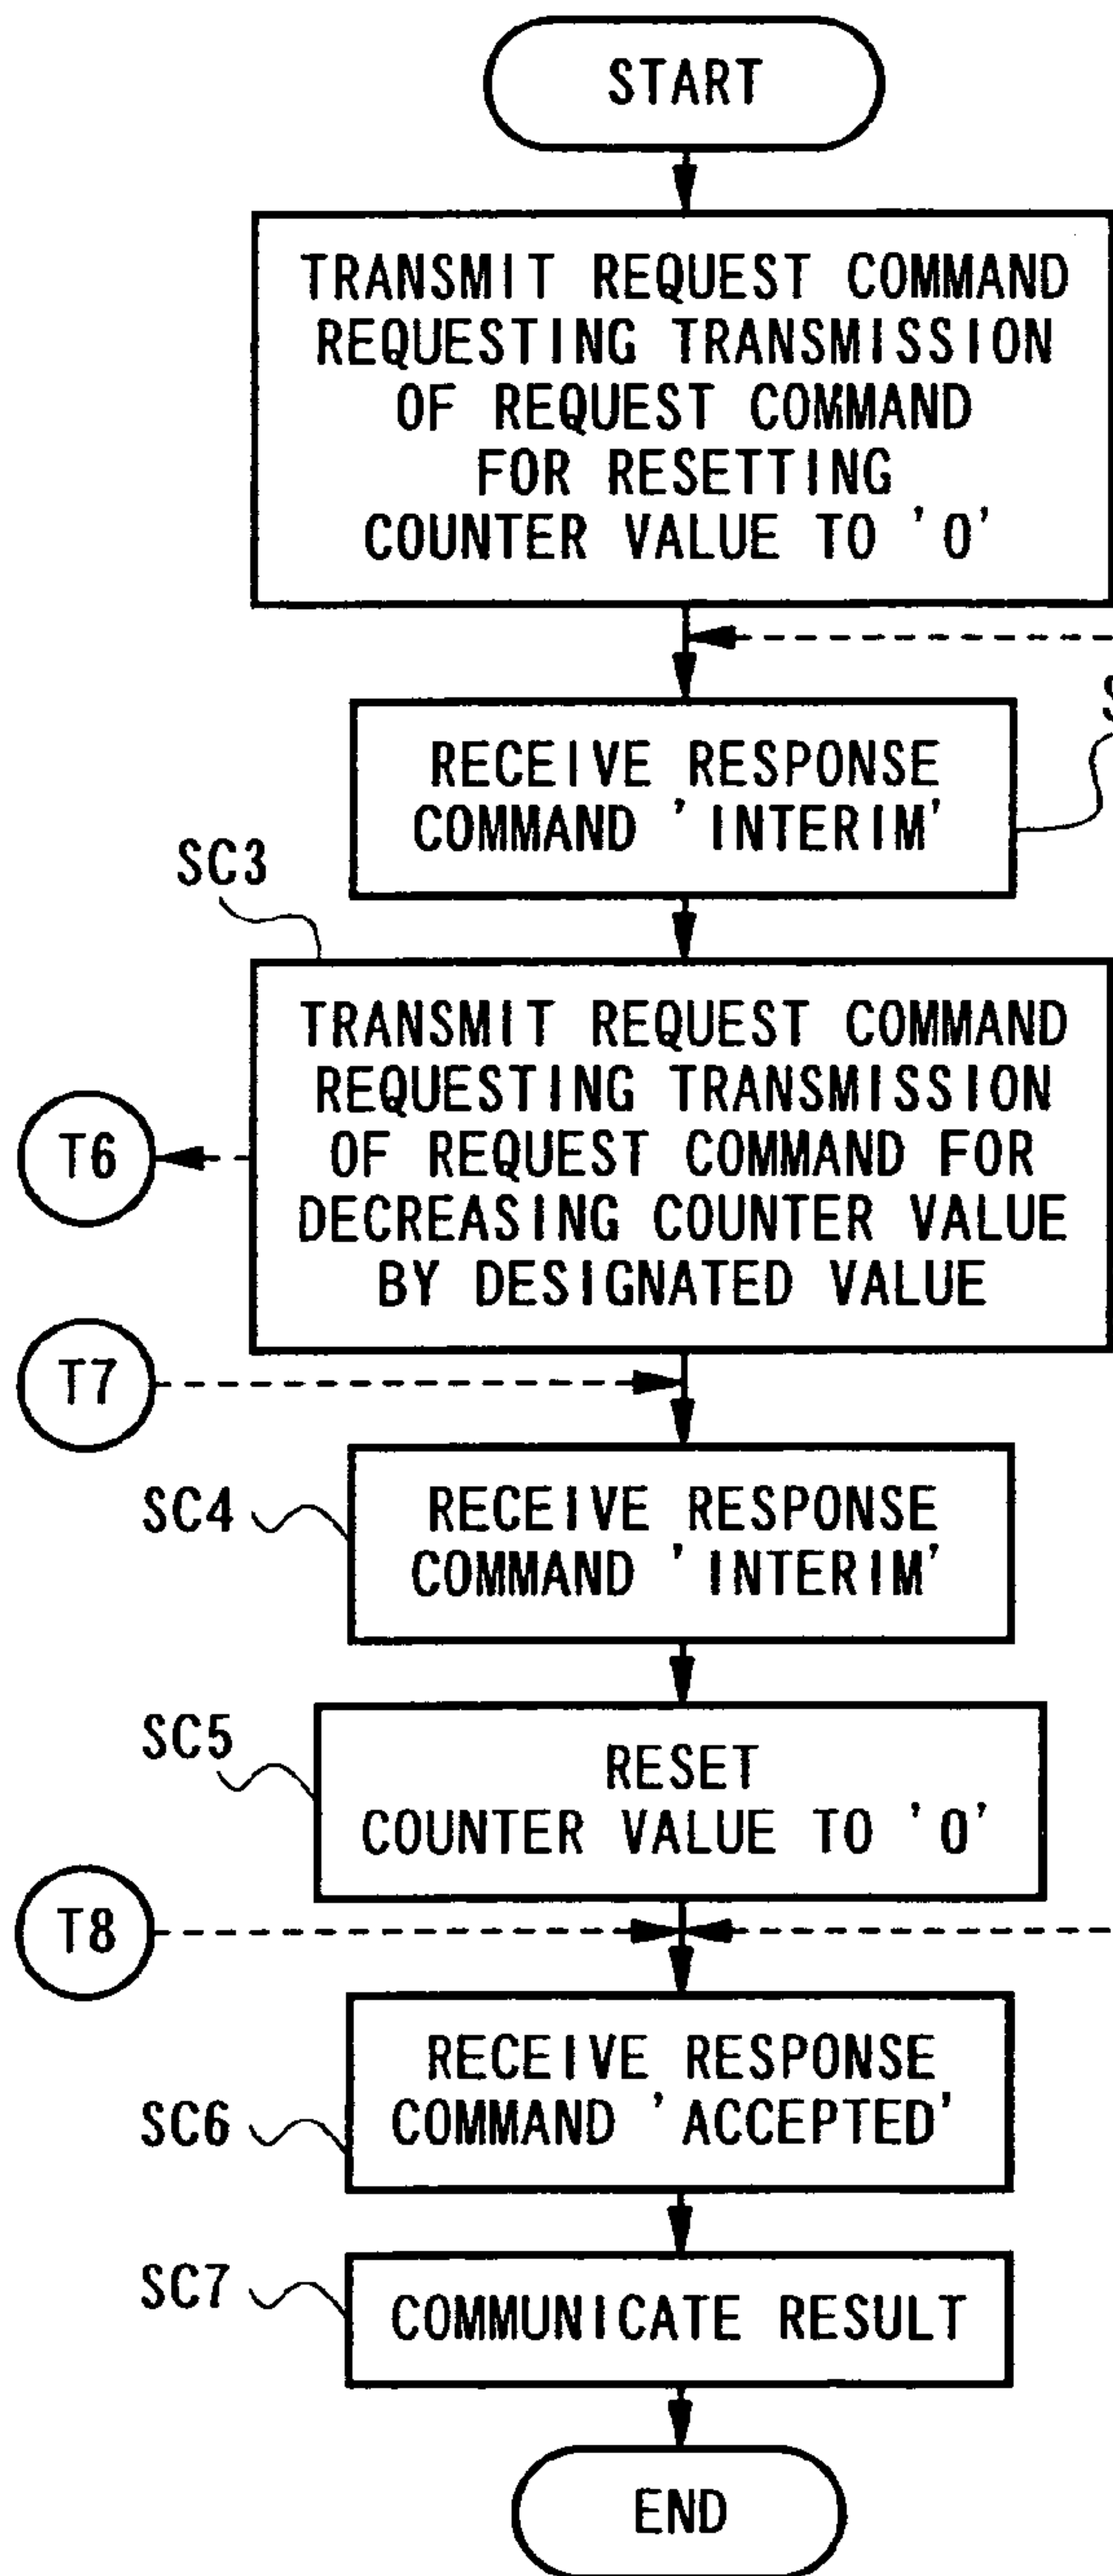 START
TRANSMIT REQUEST COMMAND
REQUESTING TRANSMISSION
OF REQUEST COMMAND
FOR RESETTING
COUNTER VALUE TO '0'
RECEIVE RESPONSE
COMMAND 'INTERIM'
SC3
TRANSMIT REQUEST COMMAND
REQUESTING TRANSMISSION
OF REQUEST COMMAND FOR
DECREASING COUNTER VALUE
BY DESIGNATED VALUE
T6
T7
SC4
RECEIVE RESPONSE
COMMAND 'INTERIM'
SC5
RESET
COUNTER VALUE TO '0'
T8
RECEIVE RESPONSE
COMMAND 'ACCEPTED'
SC6
SC7
COMMUNICATE RESULT
END